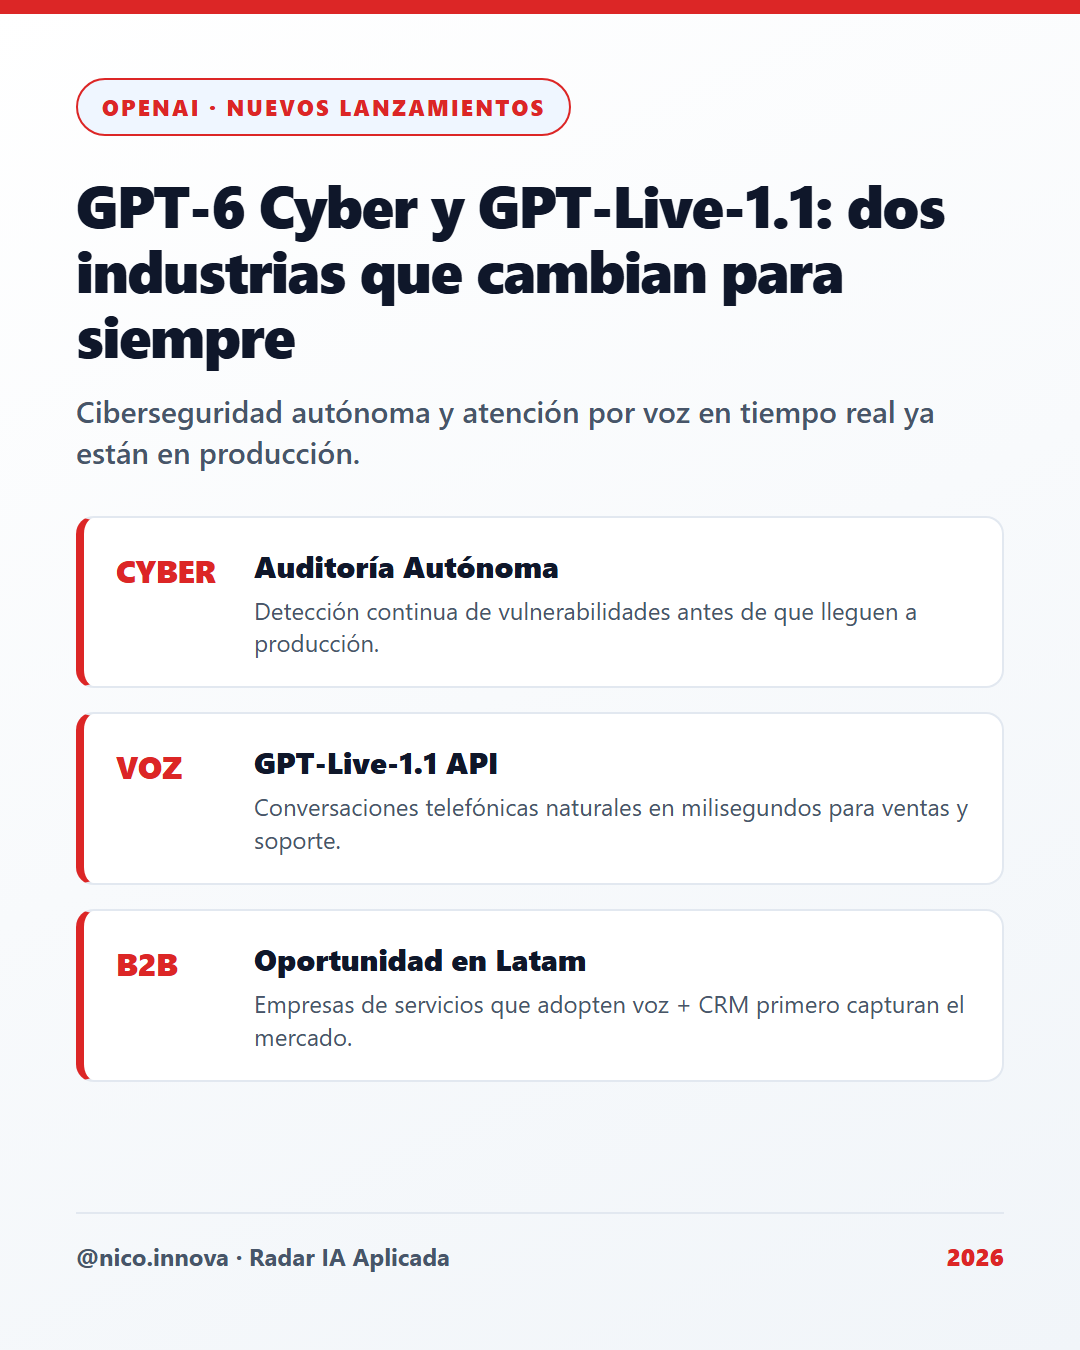 OPENAI · NUEVOS LANZAMIENTOS
GPT-6 Cyber y GPT-Live-1.1: dos
industrias que cambian para
siempre
Ciberseguridad autónoma y atención por voz en tiempo real ya
están en producción.
CYBER
Auditoría Autónoma
Detección continua de vulnerabilidades antes de que lleguen a
producción.
VOZ
GPT-Live-1.1 API
Conversaciones telefónicas naturales en milisegundos para ventas y
soporte.
B2B
Oportunidad en Latam
Empresas de servicios que adopten voz + CRM primero capturan el
mercado.
@nico.innova · Radar IA Aplicada
2026